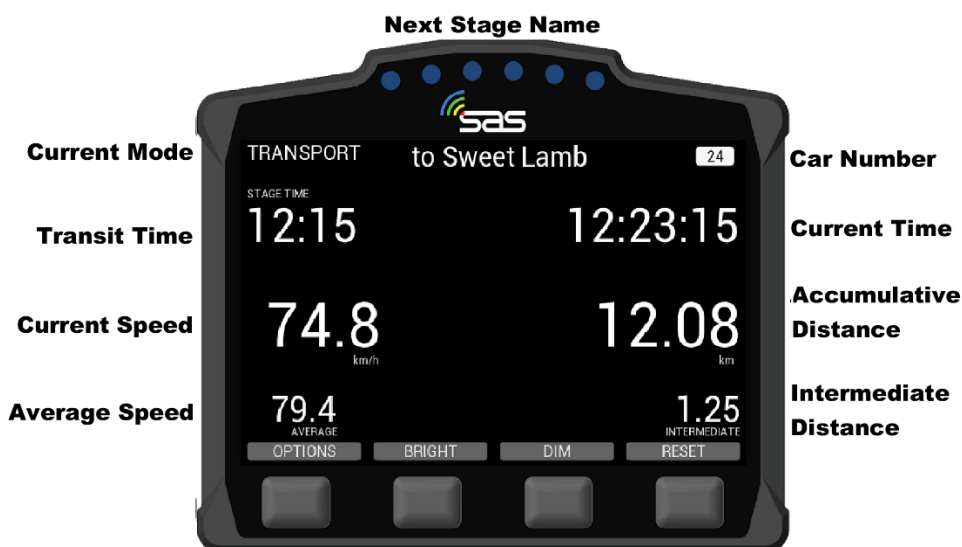 Next Stage Name
sas
Current Mode
TRANSPORT
to Sweet Lamb
24
Car Number
STAGE TIME
Transit Time
12:15
12:23:15
Current Time
Current Speed
74.8
km/h
12.08
km
Accumulative
Distance
Average Speed
79.4
AVERAGE
1.25
INTERMEDIATE
Intermediate
Distance
OPTIONS
BRIGHT
DIM
RESET